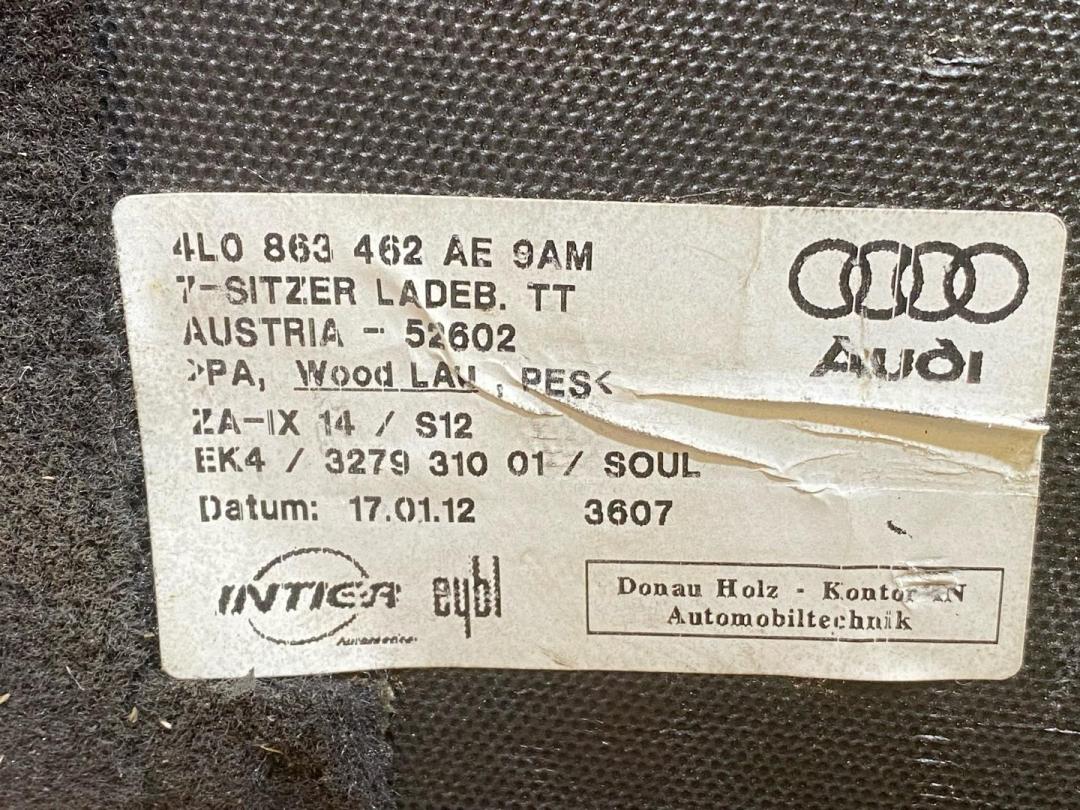 4L0 863 462 AE 9AM
7-SITZER LADEB. TT
AUSTRIA - 52602
>PA, Wood LAU, PES<
ZA-IX 14 / S12
EK4 / 3279 310 01 / SOUL
Datum: 17.01.12 3607
AUDI
INTIER eybl
Automotive
Donau Holz - Kontor
Automobiltechnik